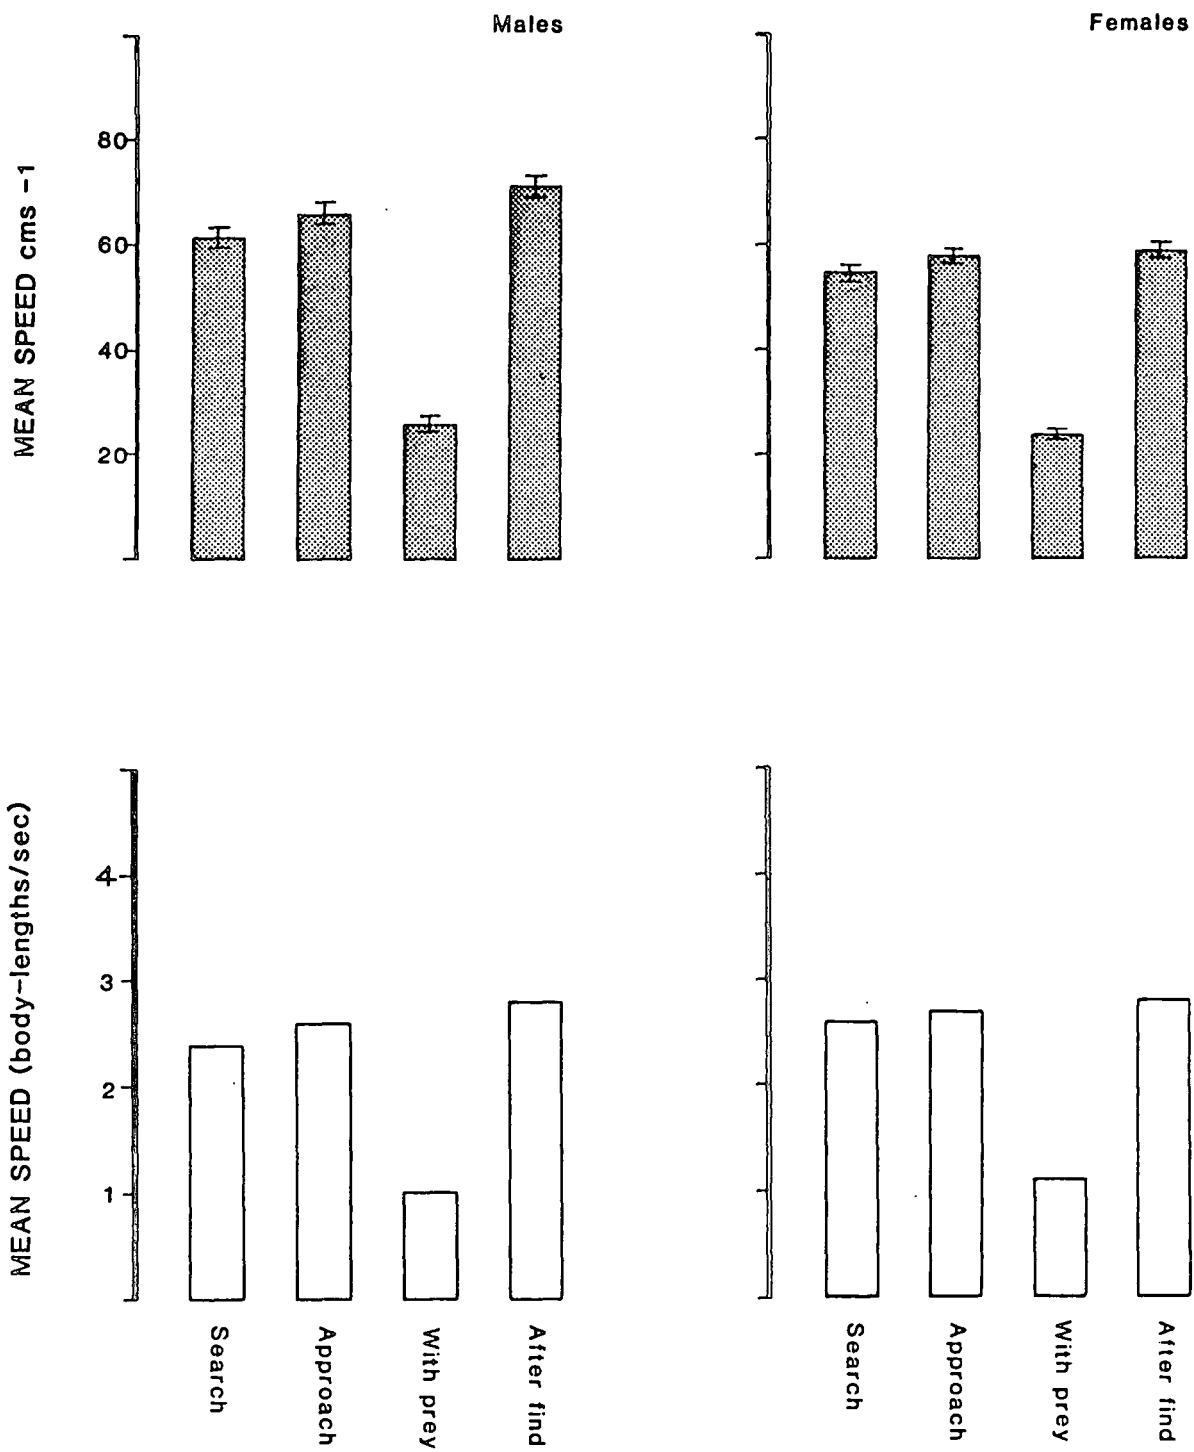 Males
Females
MEAN SPEED cms -1
80
60
40
20
MEAN SPEED (body-lengths/sec)
4
3
2
1
Search
Approach
With prey
After find
Search
Approach
With prey
After find